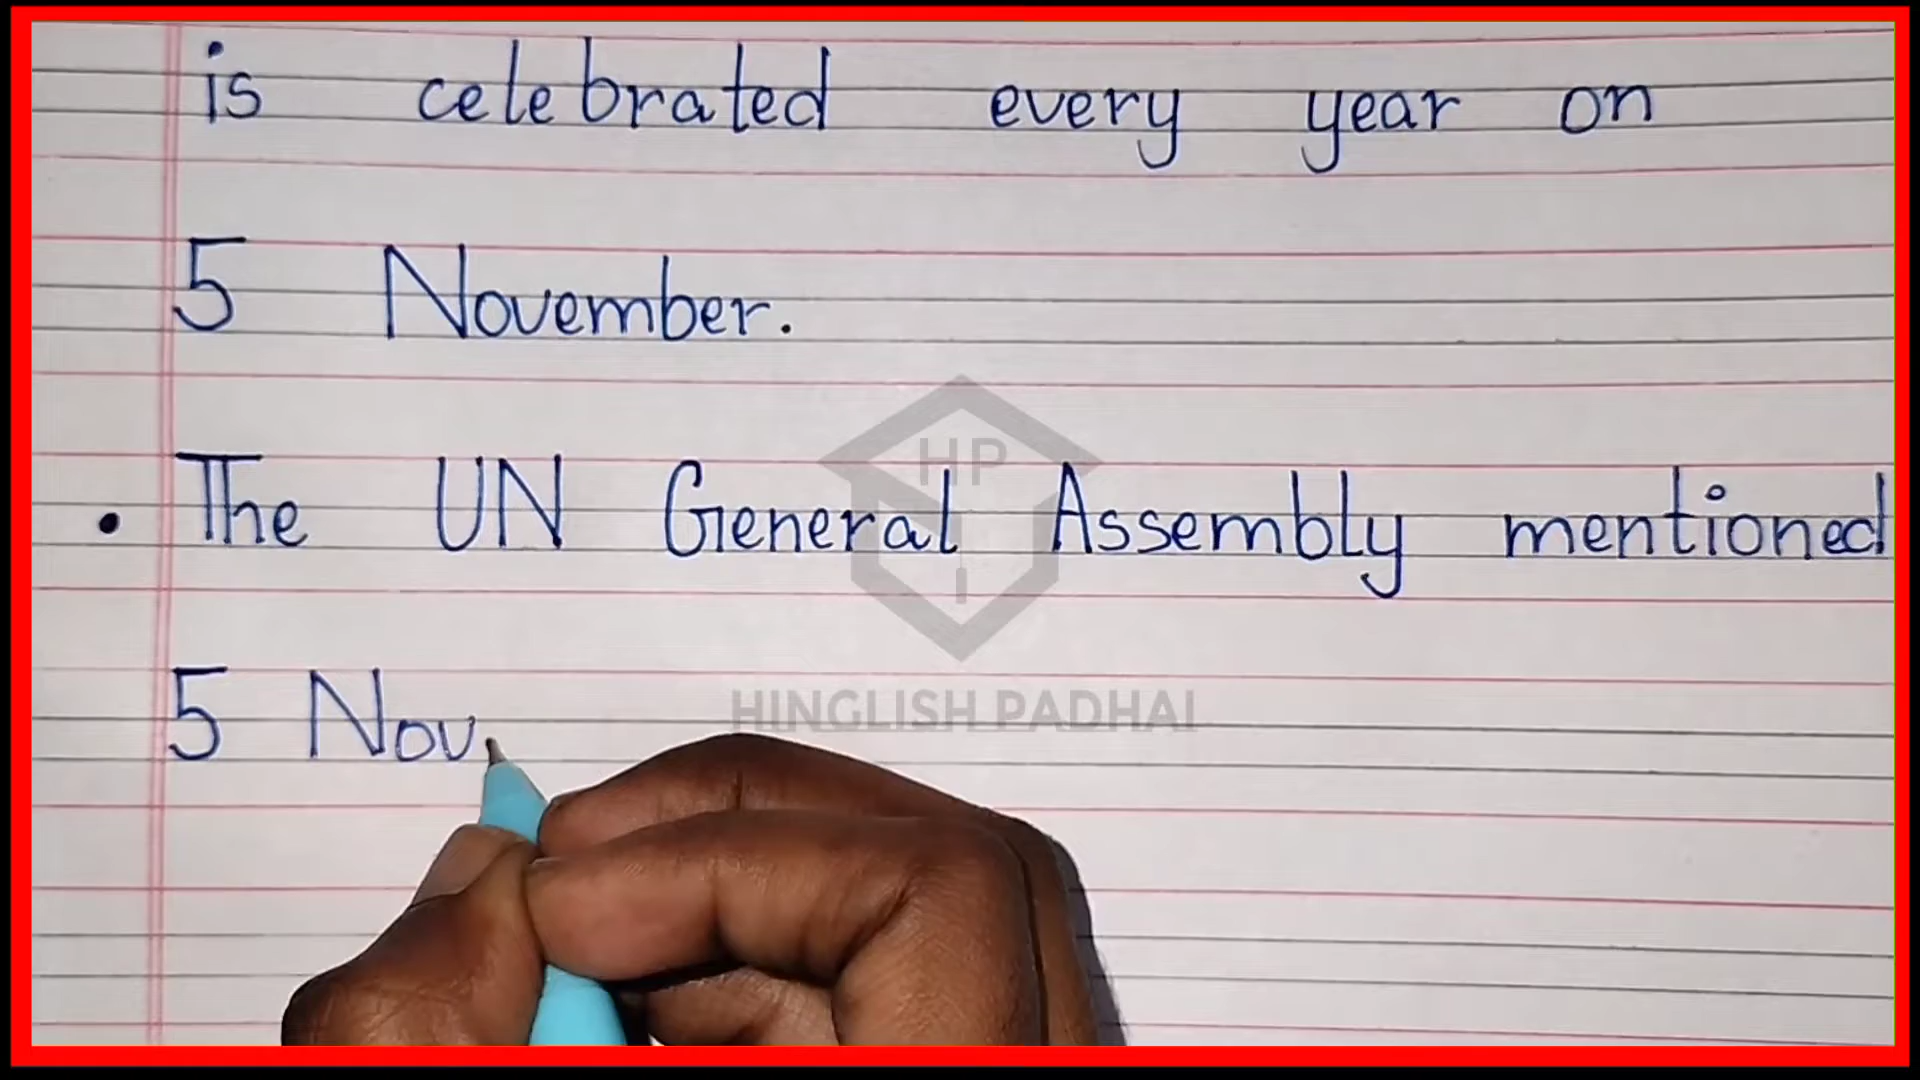 is celebrated every year on
5 November.
HP
• The UN General Assembly mentioned
I
5 Nov
HINGLISH PADHAI